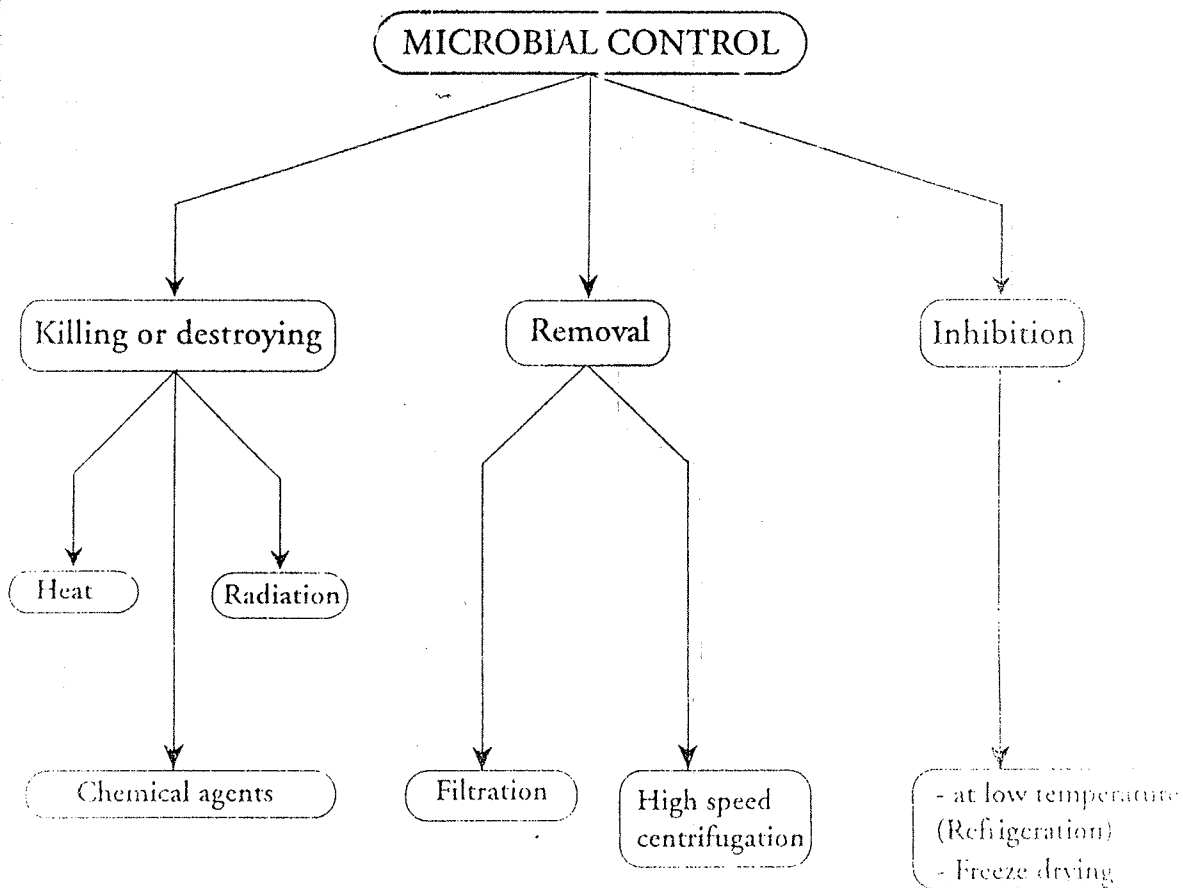 MICROBIAL CONTROL
Killing or destroying
Removal
Inhibition
Heat
Radiation
Chemical agents
Filtration
High speed
centrifugation
- at low temperature
(Refrigeration)
- Freeze drying